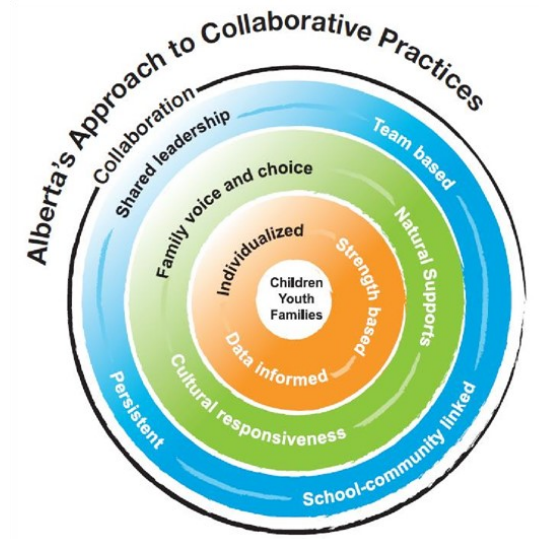 Alberta's Approach to Collaborative Practices
Collaboration
Shared leadership
Team based
School-community linked
Persistent
Family voice and choice
Natural Supports
Cultural responsiveness
Individualized
Strength based
Data informed
Children
Youth
Families